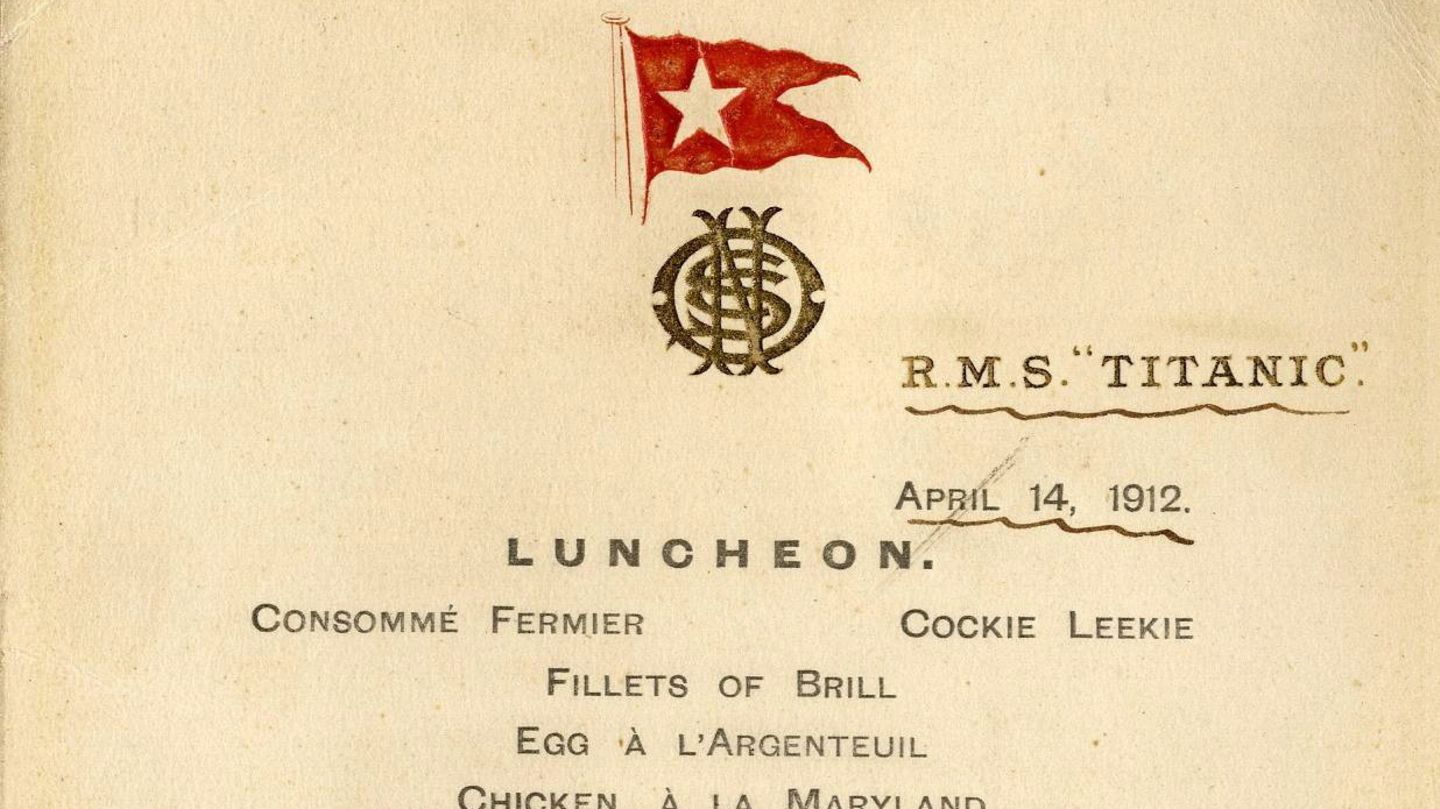 R.M.S. "TITANIC."
APRIL 14, 1912.
LUNCHEON.
CONSOMMÉ FERMIER COCKIE LEEKIE
FILLETS OF BRILL
EGG À L'ARGENTEUIL
CHICKEN À LA MARYLAND